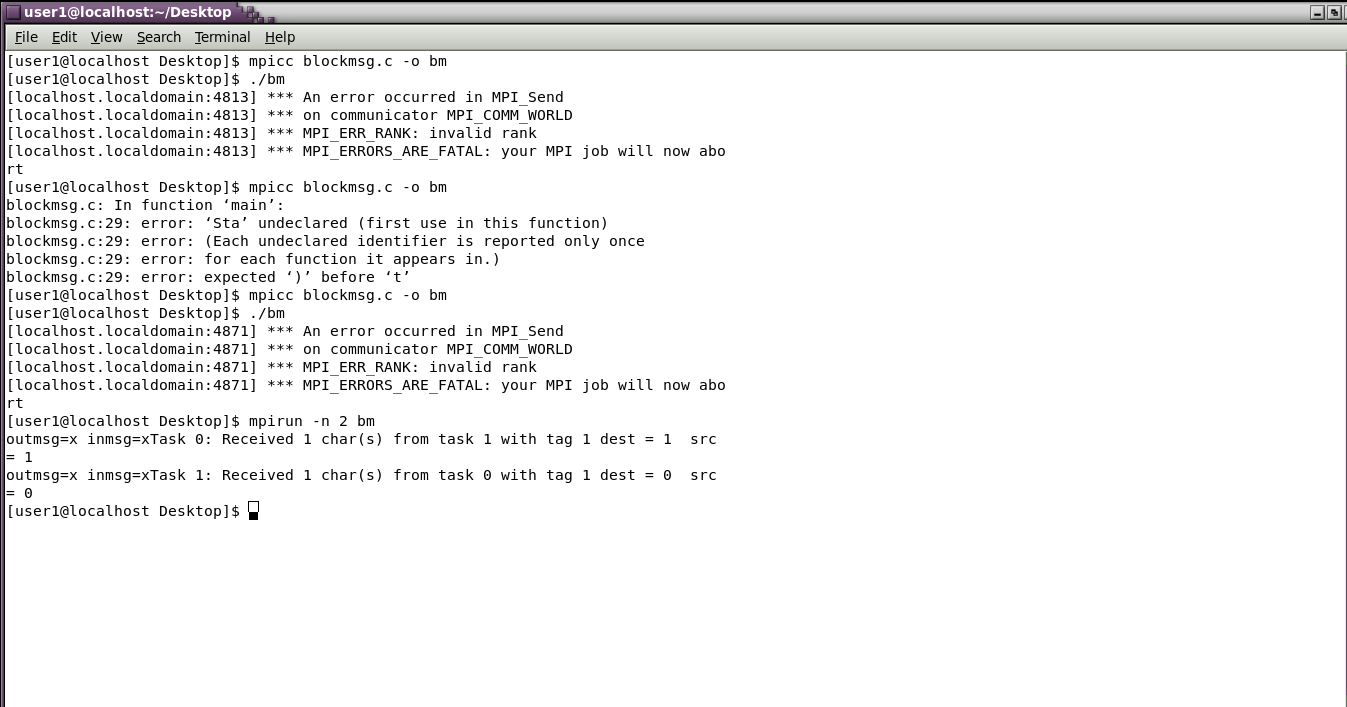 user1@localhost:~/Desktop
File Edit View Search Terminal Help
[user1@localhost Desktop]$ mpicc blockmsg.c -o bm
[user1@localhost Desktop]$ ./bm
[localhost.localdomain:4813] *** An error occurred in MPI_Send
[localhost.localdomain:4813] *** on communicator MPI_COMM_WORLD
[localhost.localdomain:4813] *** MPI_ERR_RANK: invalid rank
[localhost.localdomain:4813] *** MPI_ERRORS_ARE_FATAL: your MPI job will now abo
rt
[user1@localhost Desktop]$ mpicc blockmsg.c -o bm
blockmsg.c: In function ‘main’:
blockmsg.c:29: error: ‘Sta’ undeclared (first use in this function)
blockmsg.c:29: error: (Each undeclared identifier is reported only once
blockmsg.c:29: error: for each function it appears in.)
blockmsg.c:29: error: expected ‘)’ before ‘t’
[user1@localhost Desktop]$ mpicc blockmsg.c -o bm
[user1@localhost Desktop]$ ./bm
[localhost.localdomain:4871] *** An error occurred in MPI_Send
[localhost.localdomain:4871] *** on communicator MPI_COMM_WORLD
[localhost.localdomain:4871] *** MPI_ERR_RANK: invalid rank
[localhost.localdomain:4871] *** MPI_ERRORS_ARE_FATAL: your MPI job will now abo
rt
[user1@localhost Desktop]$ mpirun -n 2 bm
outmsg=x inmsg=xTask 0: Received 1 char(s) from task 1 with tag 1 dest = 1  src
= 1
outmsg=x inmsg=xTask 1: Received 1 char(s) from task 0 with tag 1 dest = 0  src
= 0
[user1@localhost Desktop]$